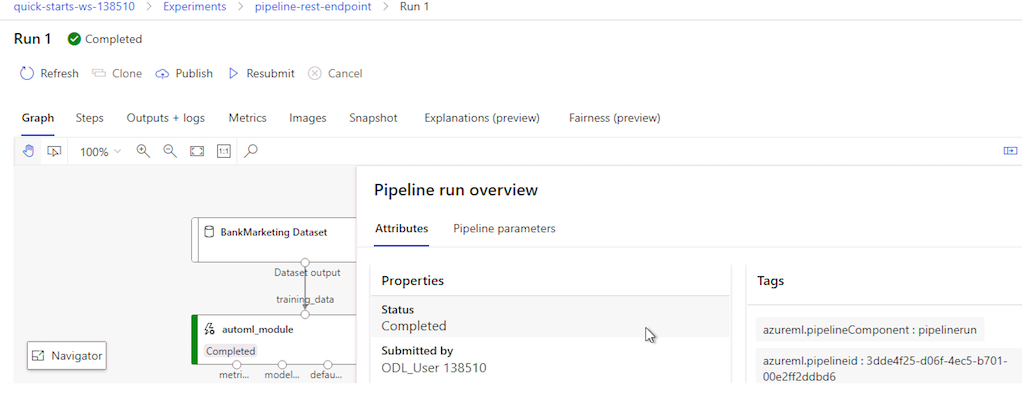 quick-starts-ws-138510 > Experiments > pipeline-rest-endpoint > Run 1
Run 1 Completed
Refresh Clone Publish Resubmit Cancel
Graph Steps Outputs + logs Metrics Images Snapshot Explanations (preview) Fairness (preview)
100% 1:1
Pipeline run overview
Attributes Pipeline parameters
BankMarketing Dataset
Dataset output
training_data
automl_module
Completed
metri... model... defau...
Navigator
Properties
Status
Completed
Submitted by
ODL_User 138510
Tags
azureml.pipelineComponent : pipelinerun
azureml.pipelineid : 3dde4f25-d06f-4ec5-b701-
00e2ff2ddbd6